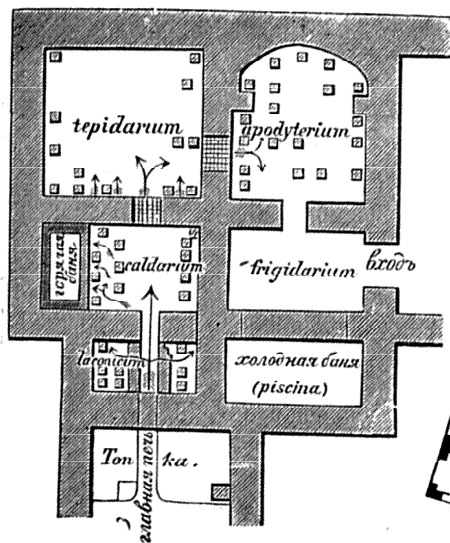 tepidarium
apodyterium
горячая
баня.
caldarium
frigidarium
входъ
laconicum
холодная баня
(piscina)
Топ ка.
главная печь